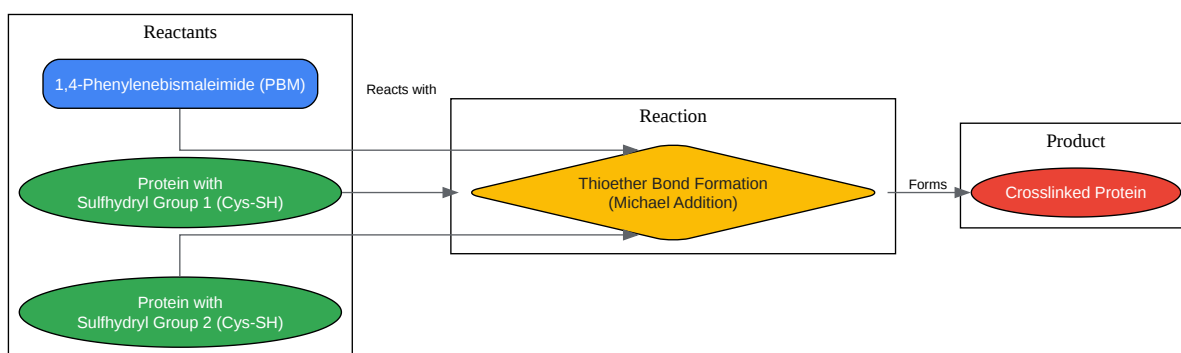 Reactants
1,4-Phenylenebismaleimide (PBM)
Reacts with
Protein with
Sulfhydryl Group 1 (Cys-SH)
Protein with
Sulfhydryl Group 2 (Cys-SH)
Reaction
Thioether Bond Formation
(Michael Addition)
Forms
Product
Crosslinked Protein